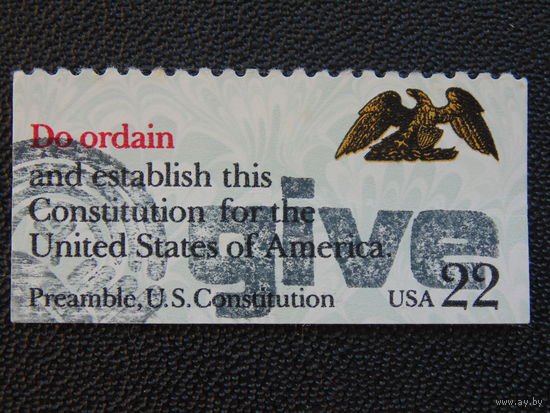 Do ordain
and establish this
Constitution for the
United States of America.
Preamble, U.S. Constitution
USA 22
give
www.ay.by